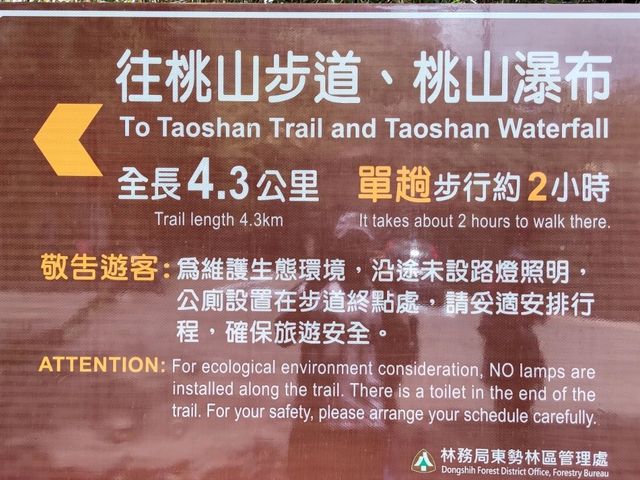 往桃山步道、桃山瀑布
To Taoshan Trail and Taoshan Waterfall
全長4.3公里 單趟步行約2小時
Trail length 4.3km It takes about 2 hours to walk there.
敬告遊客:為維護生態環境,沿途未設路燈照明,
公廁設置在步道終點處,請妥適安排行
程,確保旅遊安全。
ATTENTION: For ecological environment consideration, NO lamps are
installed along the trail. There is a toilet in the end of the
trail. For your safety, please arrange your schedule carefully.
林務局東勢林區管理處
Dongshih Forest District Office, Forestry Bureau